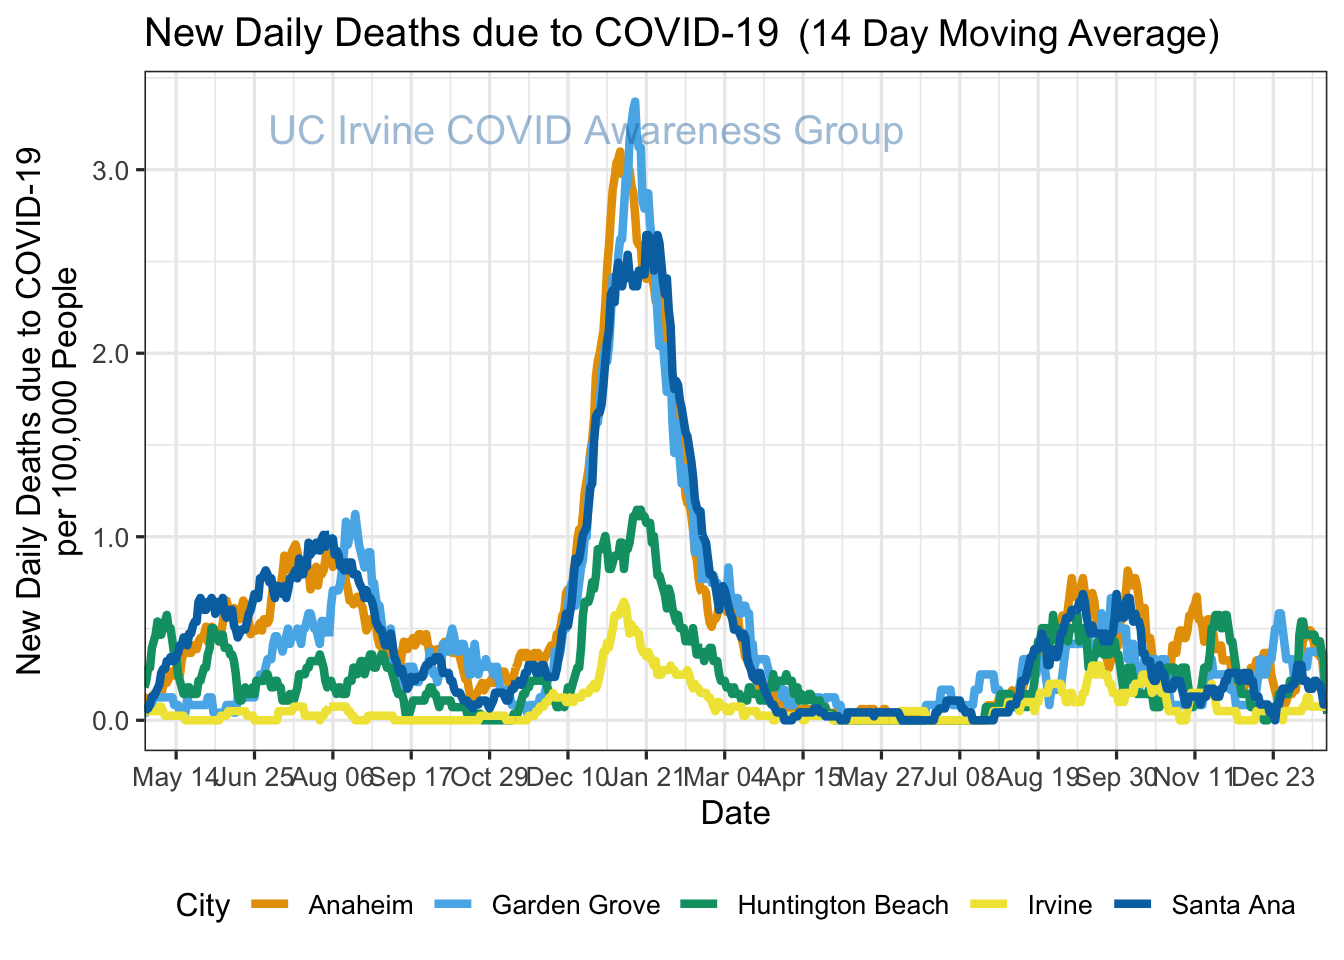 New Daily Deaths due to COVID-19 (14 Day Moving Average)
UC Irvine COVID Awareness Group
New Daily Deaths due to COVID-19
per 100,000 People
3.0
2.0
1.0
0.0
May 14 Jun 25 Aug 06 Sep 17 Oct 29 Dec 10 Jan 21 Mar 04 Apr 15 May 27 Jul 08 Aug 19 Sep 30 Nov 11 Dec 23
Date
City Anaheim Garden Grove Huntington Beach Irvine Santa Ana